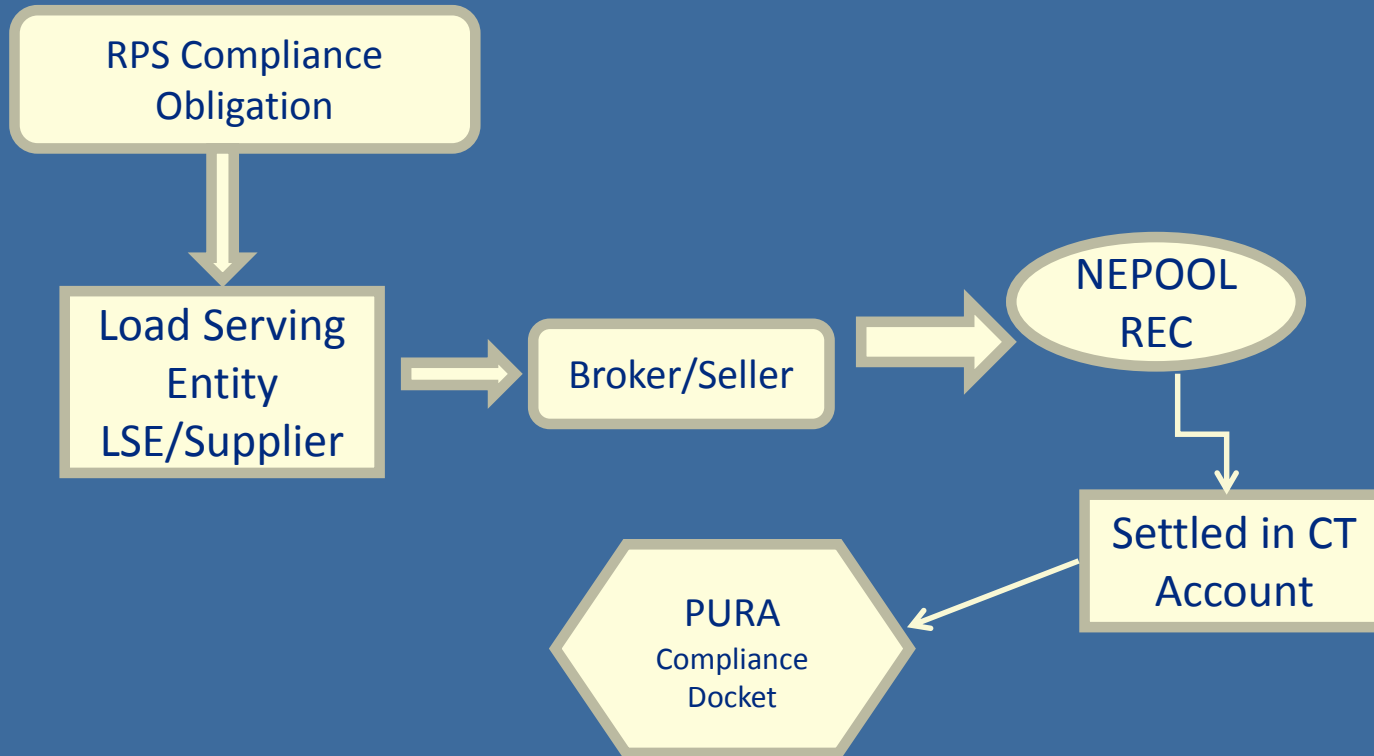 RPS Compliance
Obligation
Load Serving
Entity
LSE/Supplier
Broker/Seller
NEPOOL
REC
Settled in CT
Account
PURA
Compliance
Docket